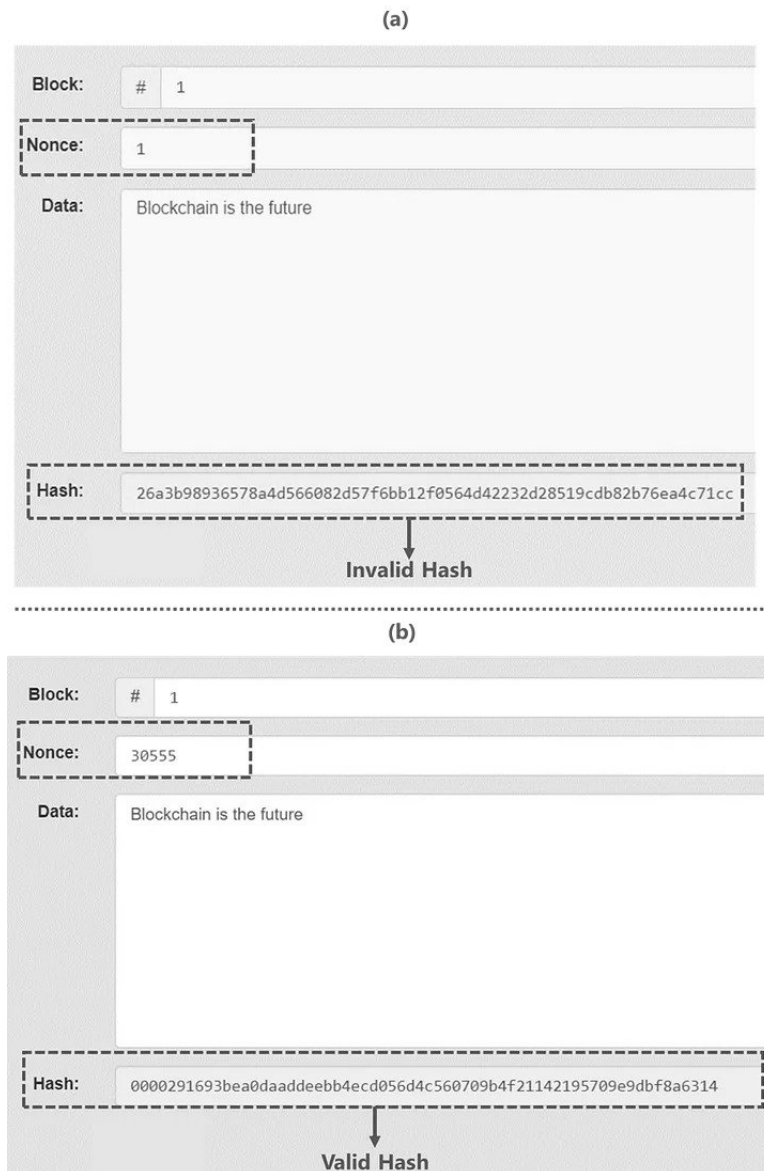 (a)
Block: # 1
Nonce: 1
Data: Blockchain is the future
Hash: 26a3b98936578a4d566082d57f6bb12f0564d42232d28519cdb82b76ea4c71cc
Invalid Hash
(b)
Block: # 1
Nonce: 30555
Data: Blockchain is the future
Hash: 0000291693bea0daaddeebb4ecd056d4c560709b4f21142195709e9dbf8a6314
Valid Hash